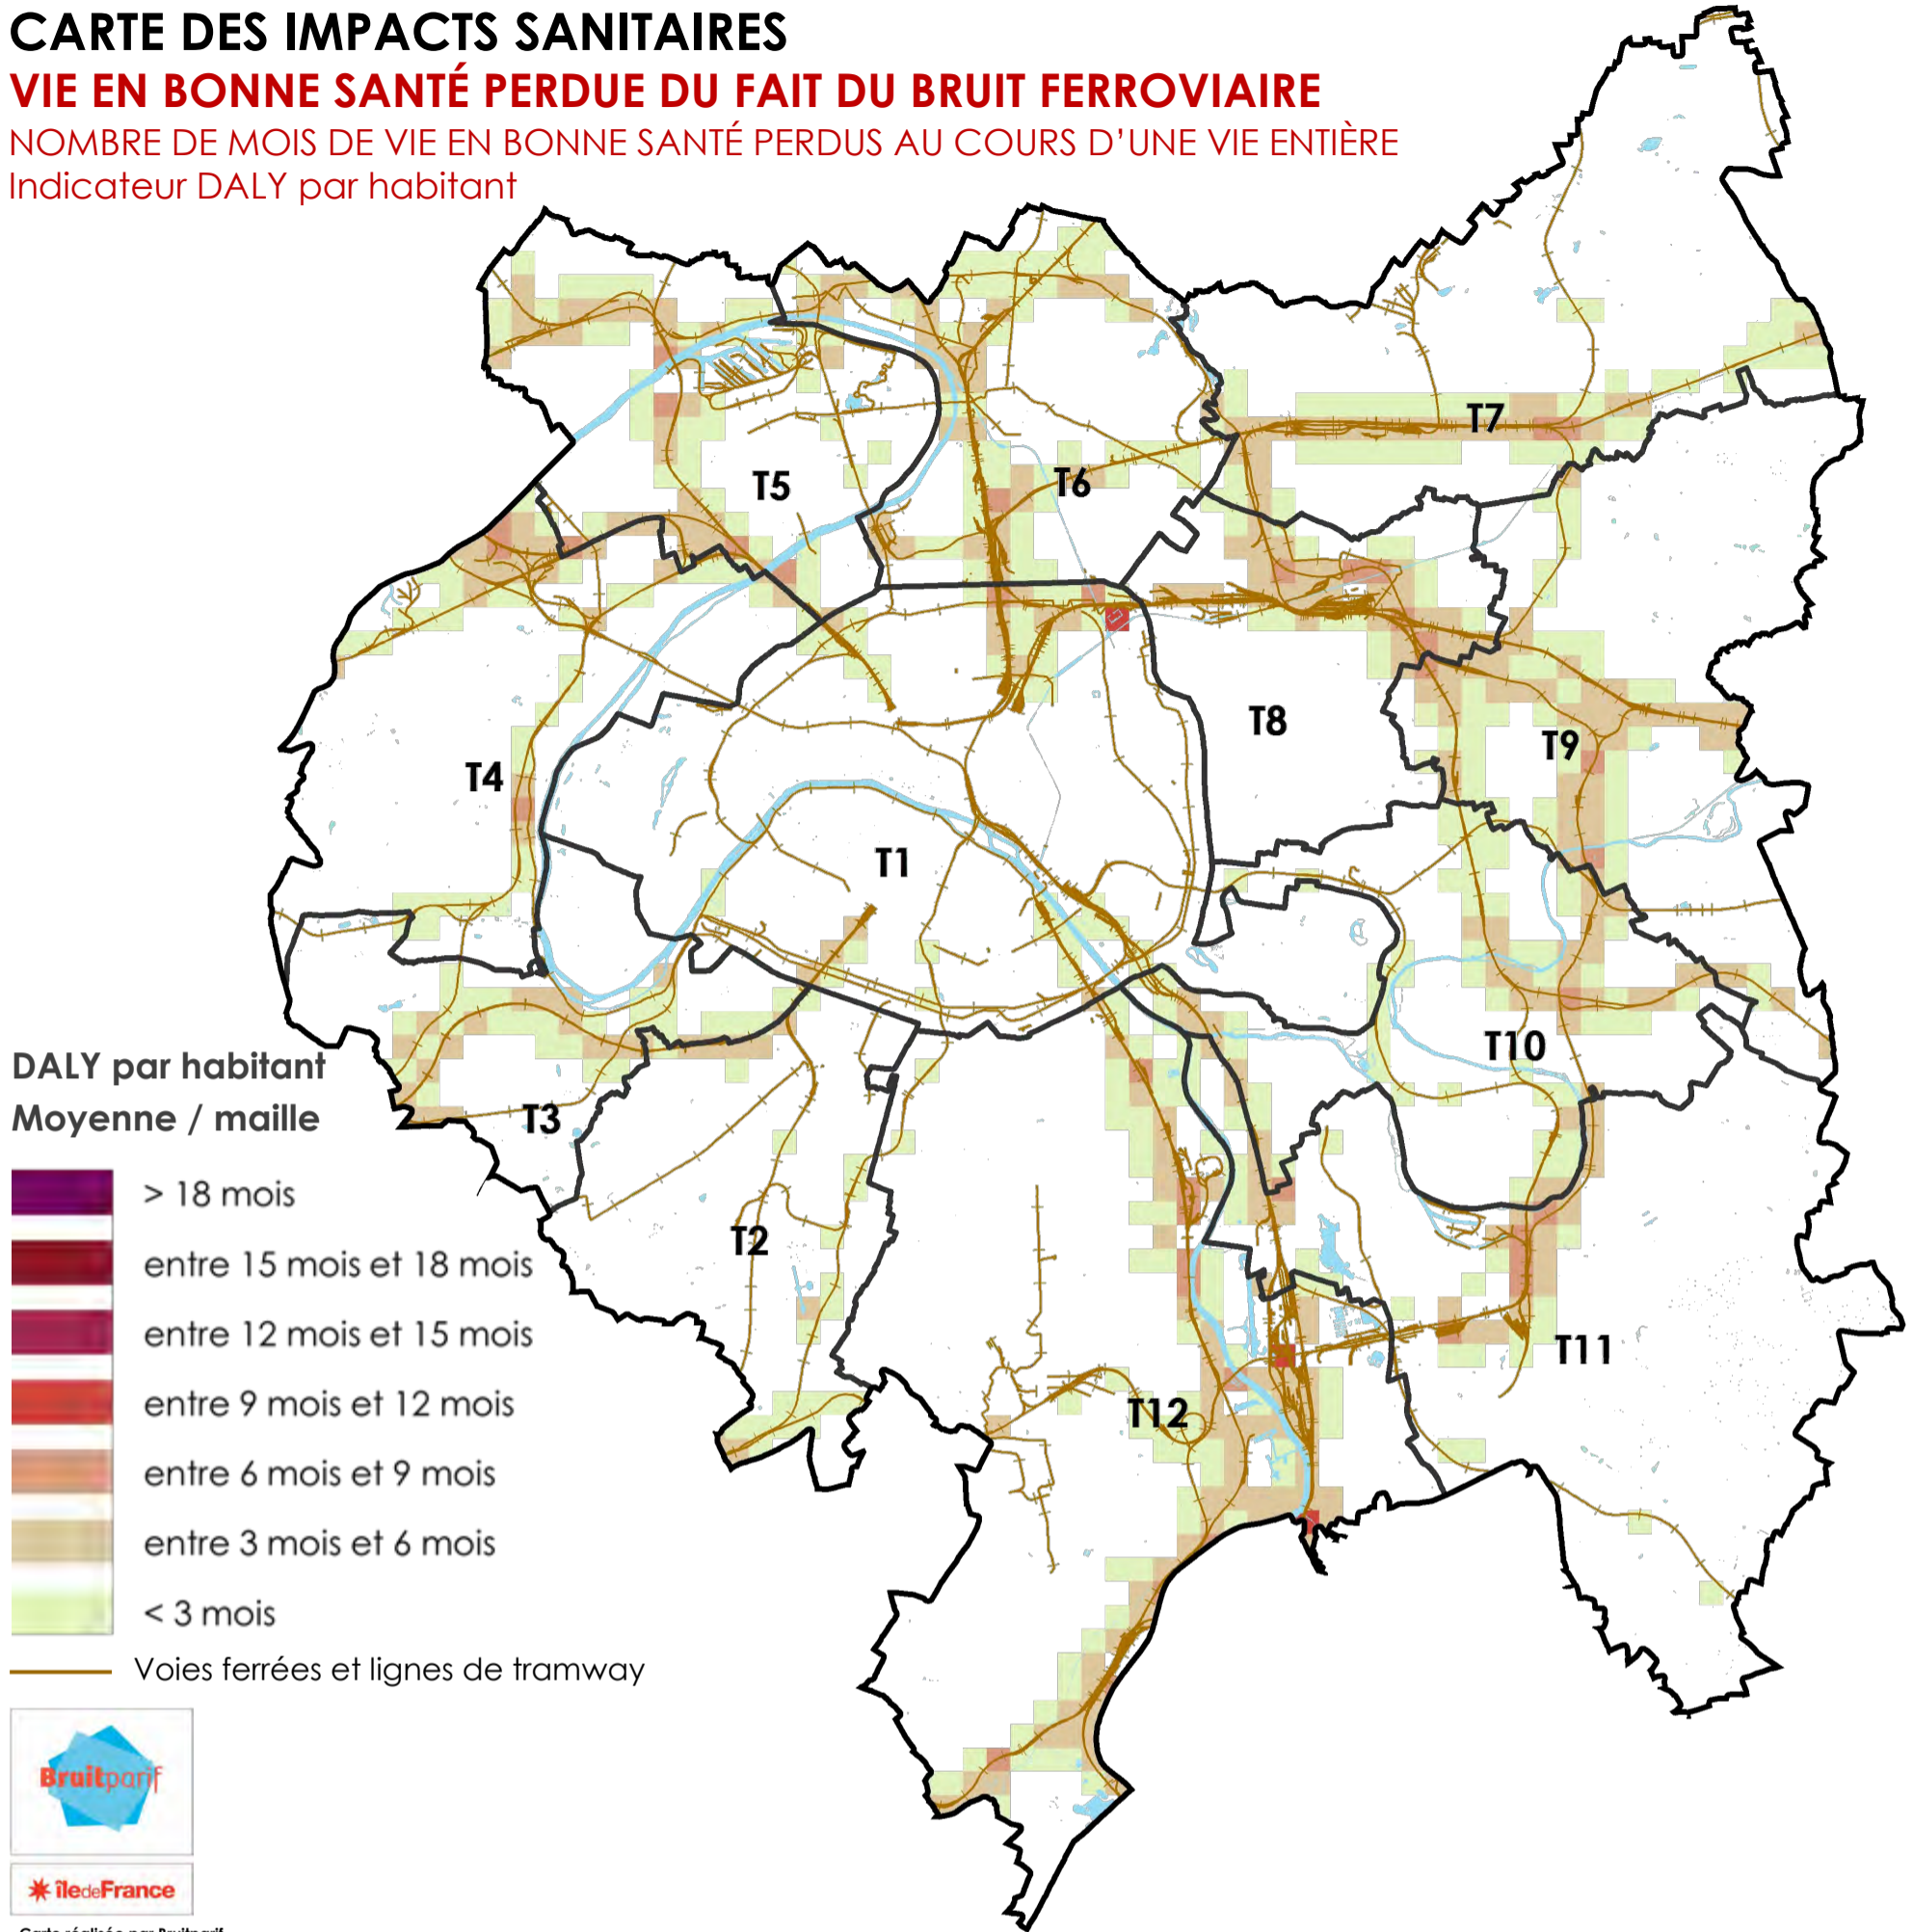 CARTE DES IMPACTS SANITAIRES
VIE EN BONNE SANTÉ PERDUE DU FAIT DU BRUIT FERROVIAIRE
NOMBRE DE MOIS DE VIE EN BONNE SANTÉ PERDUS AU COURS D'UNE VIE ENTIÈRE
Indicateur DALY par habitant
T7
T5
T6
T8
T9
T4
T1
T10
T3
T2
T11
T12
DALY par habitant
Moyenne / maille
> 18 mois
entre 15 mois et 18 mois
entre 12 mois et 15 mois
entre 9 mois et 12 mois
entre 6 mois et 9 mois
entre 3 mois et 6 mois
< 3 mois
Voies ferrées et lignes de tramway
Bruitparif
îledeFrance
Carte réalisée par Bruitparif